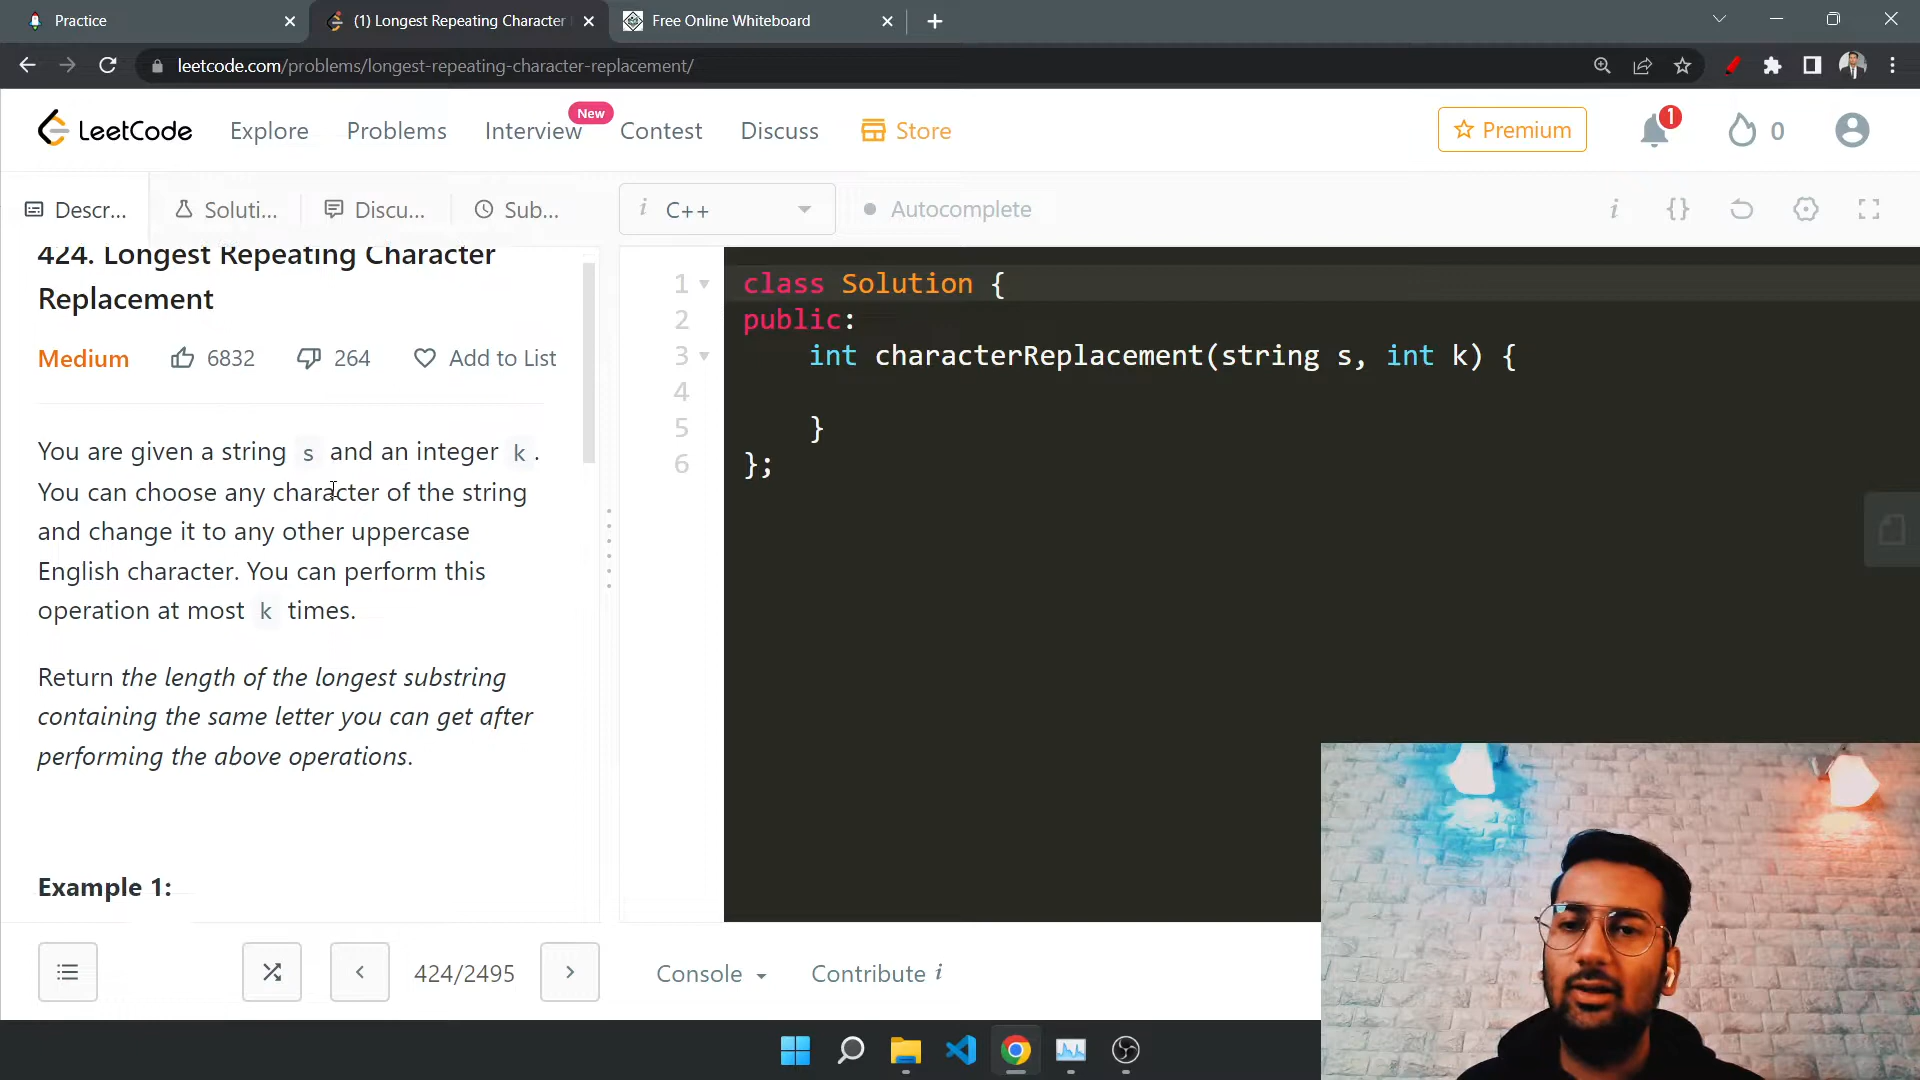 Practice
(1) Longest Repeating Character
Free Online Whiteboard
leetcode.com/problems/longest-repeating-character-replacement/
LeetCode
Explore
Problems
Interview
New
Contest
Discuss
Store
Premium
1
0
Descr...
Soluti...
Discu...
Sub...
i C++
Autocomplete
i {}
424. Longest Repeating Character
Replacement
Medium 6832 264 Add to List
You are given a string s and an integer k.
You can choose any character of the string
and change it to any other uppercase
English character. You can perform this
operation at most k times.
Return the length of the longest substring
containing the same letter you can get after
performing the above operations.
Example 1:
1 class Solution {
2 public:
3 int characterReplacement(string s, int k) {
4
5 }
6 };
424/2495
Console
Contribute i